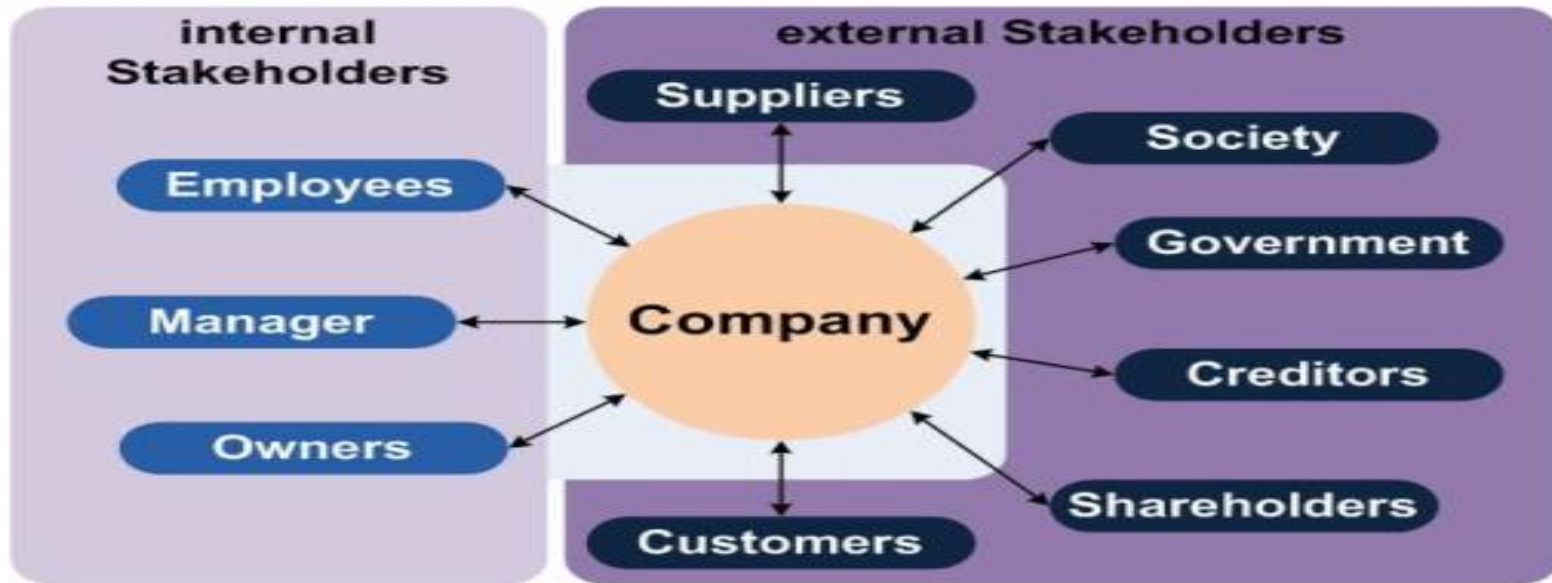 internal
Stakeholders
external Stakeholders
Suppliers
Society
Employees
Government
Manager
Company
Creditors
Owners
Shareholders
Customers